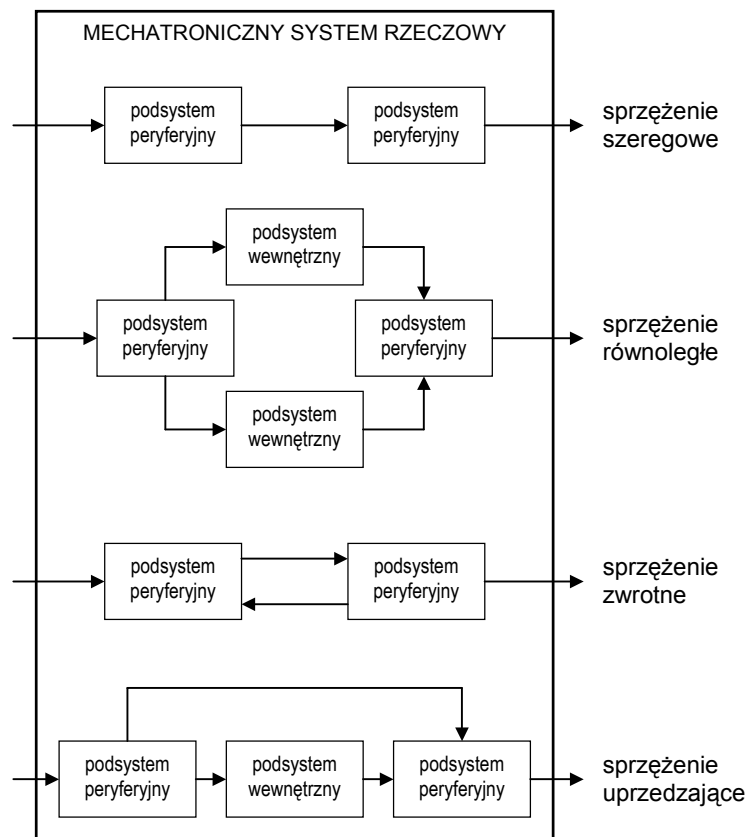 MECHATRONICZNY SYSTEM RZECZOWY
podsystem
peryferyjny
podsystem
peryferyjny
sprzężenie
szeregowe
podsystem
wewnętrzny
podsystem
peryferyjny
podsystem
peryferyjny
sprzężenie
równoległe
podsystem
wewnętrzny
podsystem
peryferyjny
podsystem
peryferyjny
sprzężenie
zwrotne
podsystem
peryferyjny
podsystem
wewnętrzny
podsystem
peryferyjny
sprzężenie
uprzedzające